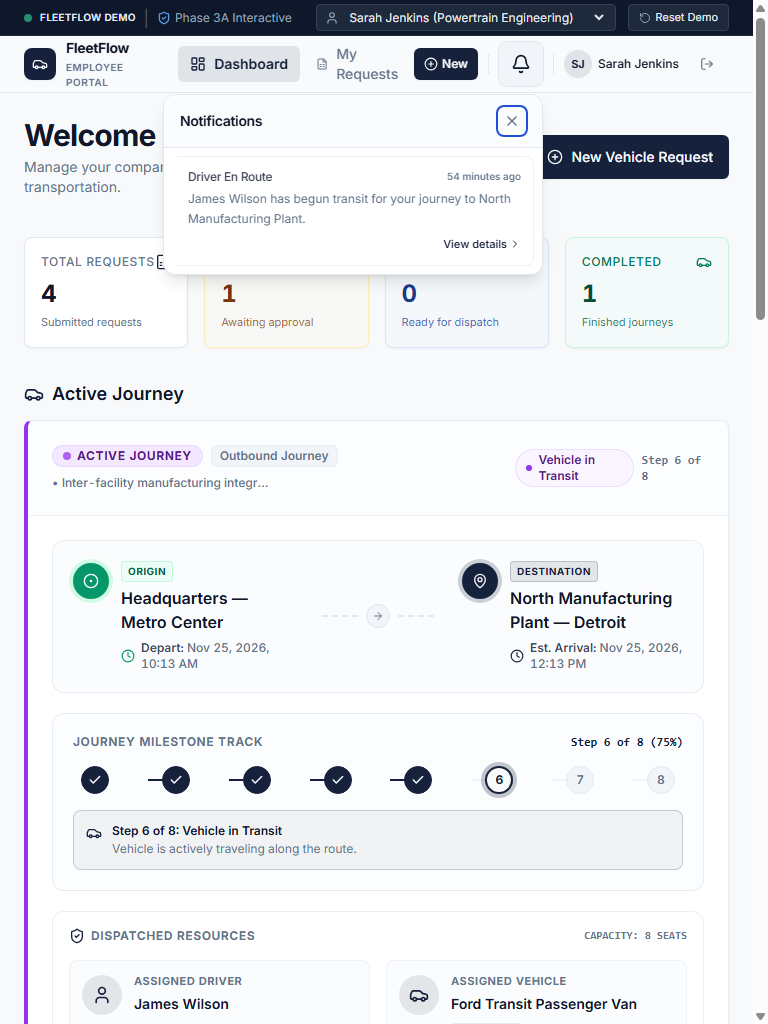 FLEETFLOW DEMO
Phase 3A Interactive
Sarah Jenkins (Powertrain Engineering)
Reset Demo
FleetFlow
EMPLOYEE
PORTAL
Dashboard
My
Requests
New
SJ
Sarah Jenkins
Welcome
Manage your compan
transportation.
New Vehicle Request
Notifications
Driver En Route
54 minutes ago
James Wilson has begun transit for your journey to North
Manufacturing Plant.
View details
TOTAL REQUESTS
4
Submitted requests
1
Awaiting approval
0
Ready for dispatch
COMPLETED
1
Finished journeys
Active Journey
ACTIVE JOURNEY
Outbound Journey
• Inter-facility manufacturing integr...
Vehicle in
Transit
Step 6 of
8
ORIGIN
Headquarters —
Metro Center
Depart: Nov 25, 2026,
10:13 AM
DESTINATION
North Manufacturing
Plant — Detroit
Est. Arrival: Nov 25, 2026,
12:13 PM
JOURNEY MILESTONE TRACK
Step 6 of 8 (75%)
6
7
8
Step 6 of 8: Vehicle in Transit
Vehicle is actively traveling along the route.
DISPATCHED RESOURCES
CAPACITY: 8 SEATS
ASSIGNED DRIVER
James Wilson
ASSIGNED VEHICLE
Ford Transit Passenger Van